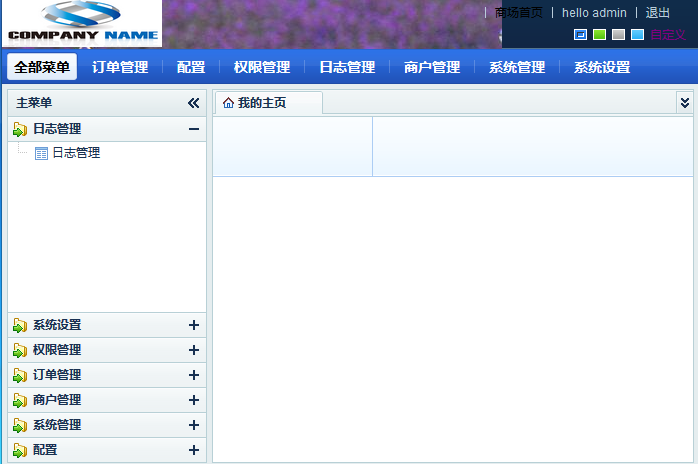 COMPANY NAME
商场首页 | hello admin | 退出
自定义
全部菜单 订单管理 配置 权限管理 日志管理 商户管理 系统管理 系统设置
主菜单
我的主页
日志管理
日志管理
系统设置
权限管理
订单管理
商户管理
系统管理
配置